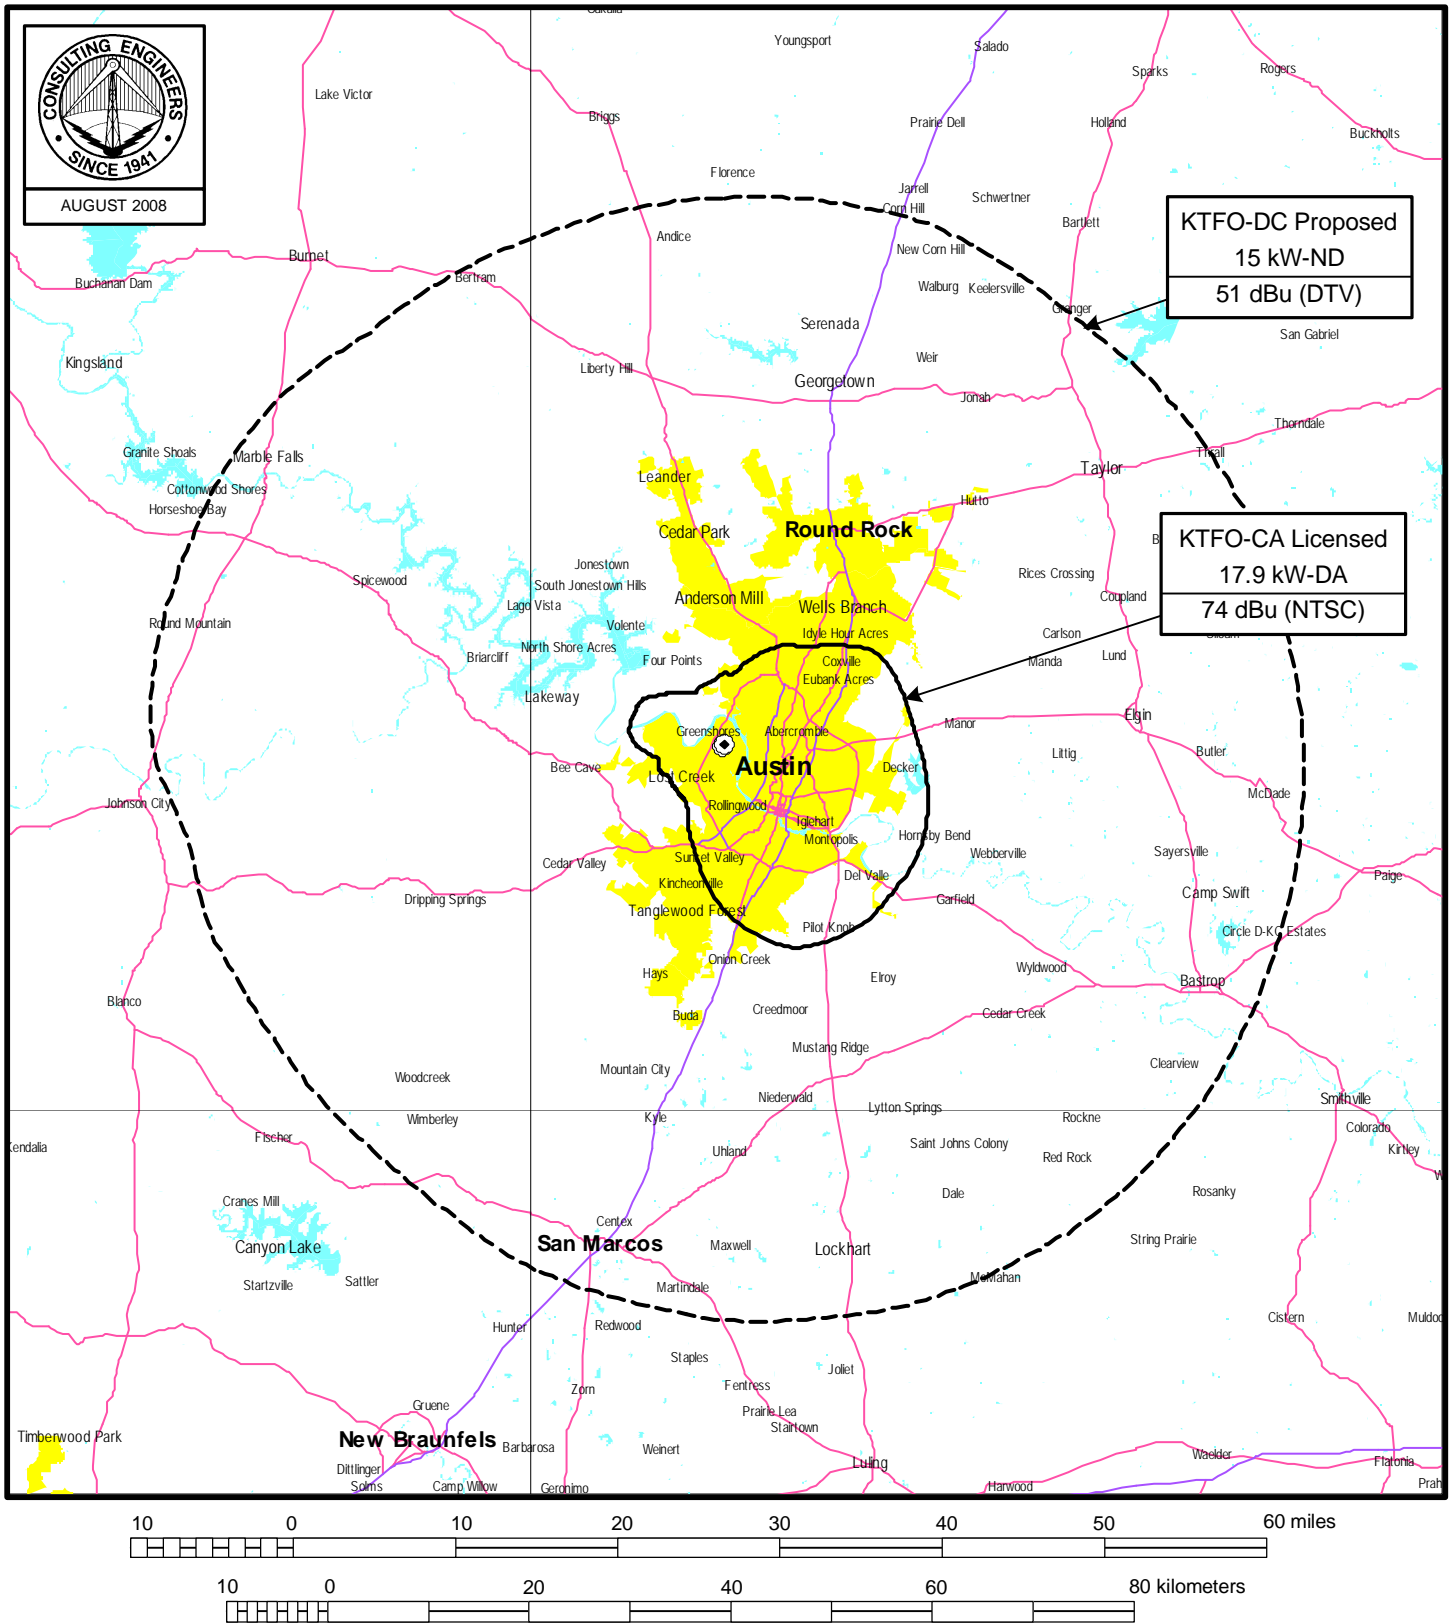 CONSULTING ENGINEERS
SINCE 1941
AUGUST 2008
Youngsport
Salado
Sparks
Rogers
Lake Victor
Briggs
Prairie Dell
Holland
Buckholts
Florence
Jarrell
Schwertner
Corn Hill
Bartlett
KTFO-DC Proposed
15 kW-ND
51 dBu (DTV)
Andice
New Corn Hill
Burnet
Bertram
Buchanan Dam
Walburg
Keelersville
Granger
Serenada
San Gabriel
Kingsland
Weir
Liberty Hill
Georgetown
Jonah
Thorndale
Granite Shoals
Marble Falls
Thrall
Taylor
Leander
Cottonwood Shores
Horseshoe Bay
Hutto
Cedar Park
Round Rock
KTFO-CA Licensed
17.9 kW-DA
74 dBu (NTSC)
Jonestown
Spicewood
South Jonestown Hills
Rices Crossing
Anderson Mill
Coupland
Lago Vista
Wells Branch
Round Mountain
Volente
Idyle Hour Acres
Carlson
North Shore Acres
Briarcliff
Four Points
Coxville
Manda
Lund
Eubank Acres
Lakeway
Elgin
Manor
Greenshores
Abercrombie
Littig
Butler
Bee Cave
Austin
Decker
Lost Creek
McDade
Johnson City
Rollingwood
Iglehart
Montopolis
Hornsby Bend
Webberville
Sayersville
Cedar Valley
Sunset Valley
Del Valle
Paige
Kincheonville
Camp Swift
Dripping Springs
Garfield
Tanglewood Forest
Pilot Knob
Circle D-KC Estates
Onion Creek
Hays
Elroy
Wyldwood
Bastrop
Blanco
Buda
Creedmoor
Cedar Creek
Mustang Ridge
Mountain City
Clearview
Woodcreek
Niederwald
Lytton Springs
Smithville
Wimberley
Kyle
Rockne
Colorado
Fischer
Saint Johns Colony
Kendalia
Uhland
Red Rock
Kirtley
Cranes Mill
Dale
Rosanky
Centex
San Marcos
Maxwell
Lockhart
String Prairie
Canyon Lake
Startzville
Sattler
Martindale
McMahan
Hunter
Redwood
Cistern
Staples
Joliet
Zorn
Fentress
Gruene
Prairie Lea
Stairtown
Timberwood Park
New Braunfels
Barbarosa
Weinert
Waelder
Luling
Flatonia
Dittlinger
Solms
Camp Willow
Geronimo
Harwood
10 0 10 20 30 40 50 60 miles
10 0 20 40 60 80 kilometers